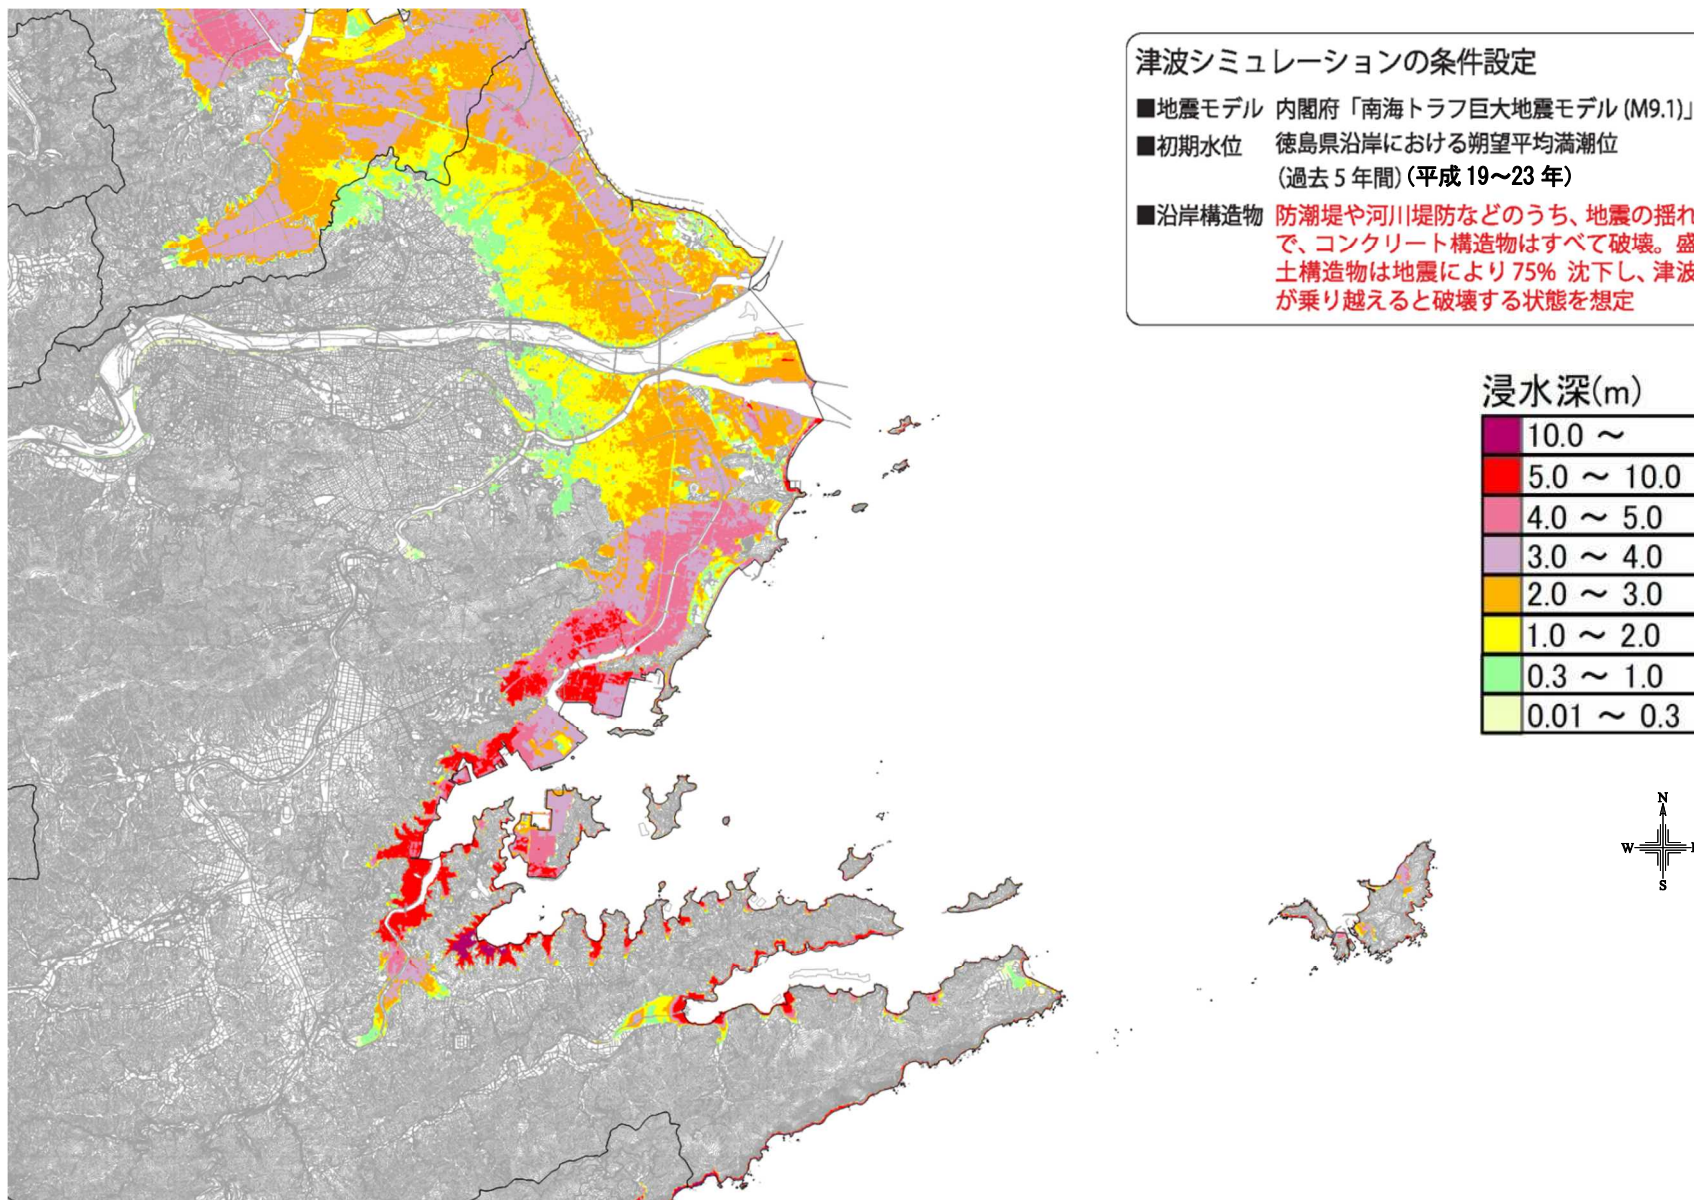 津波シミュレーションの条件設定
■地震モデル 内閣府「南海トラフ巨大地震モデル (M9.1)」
■初期水位 徳島県沿岸における朔望平均満潮位
(過去 5 年間) (平成 19～23 年)
■沿岸構造物 防潮堤や河川堤防などのうち、地震の揺れ
で、コンクリート構造物はすべて破壊。盛
土構造物は地震により 75% 沈下し、津波
が乗り越えると破壊する状態を想定
浸水深(m)
10.0 ～
5.0 ～ 10.0
4.0 ～ 5.0
3.0 ～ 4.0
2.0 ～ 3.0
1.0 ～ 2.0
0.3 ～ 1.0
0.01 ～ 0.3
N
W
S